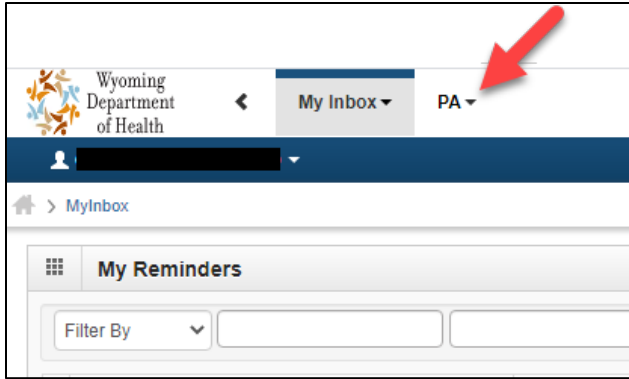 Wyoming
Department
of Health
My Inbox
PA
MyInbox
My Reminders
Filter By